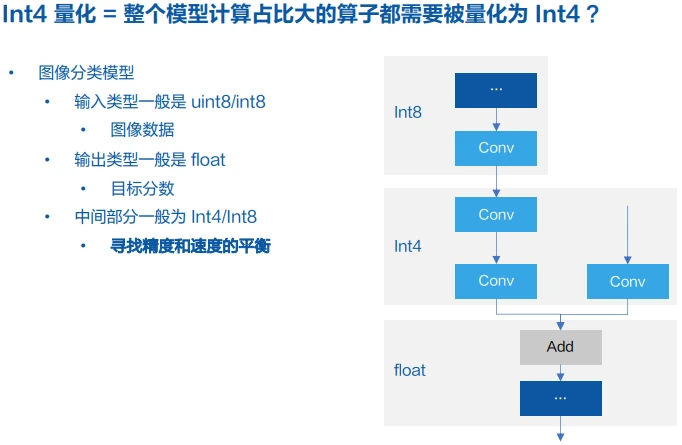 Int4 量化 = 整个模型计算占比大的算子都需要被量化为 Int4 ?
• 图像分类模型
• 输入类型一般是 uint8/int8
• 图像数据
• 输出类型一般是 float
• 目标分数
• 中间部分一般为 Int4/Int8
• 寻找精度和速度的平衡
Int8
...
Conv
Int4
Conv
Conv
Conv
float
Add
...